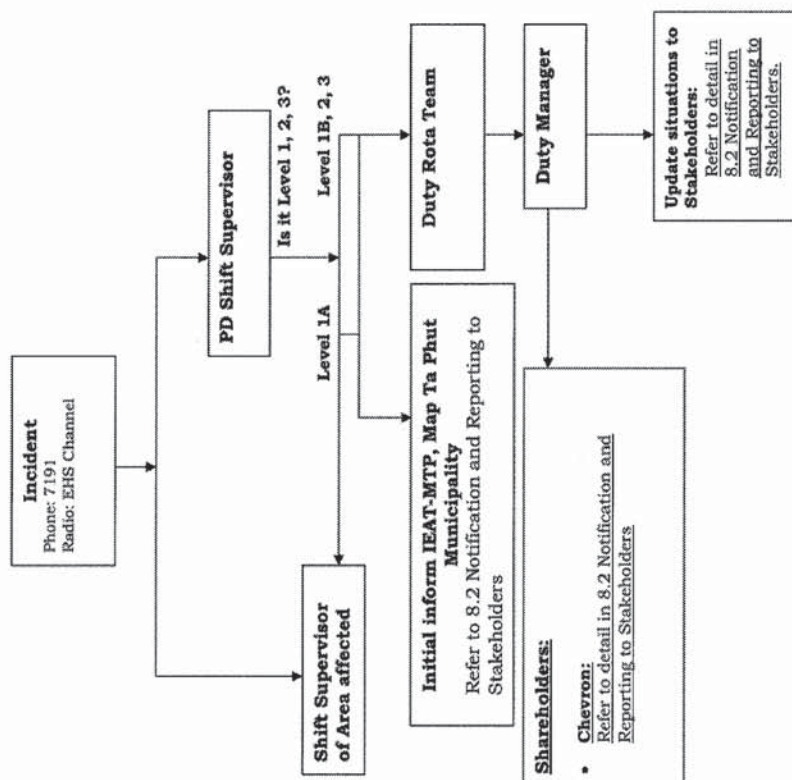 Incident
Phone: 7191
Radio: EHS Channel
PD Shift Supervisor
Is it Level 1, 2, 3?
Level 1A
Level 1B, 2, 3
Shift Supervisor
of Area affected
Initial inform IEAT-MTP, Map Ta Phut
Municipality
Refer to 8.2 Notification and Reporting to
Stakeholders
Duty Rota Team
Duty Manager
Shareholders:
• Chevron:
Refer to detail in 8.2 Notification and
Reporting to Stakeholders
Update situations to
Stakeholders:
Refer to detail in
8.2 Notification
and Reporting to
Stakeholders.